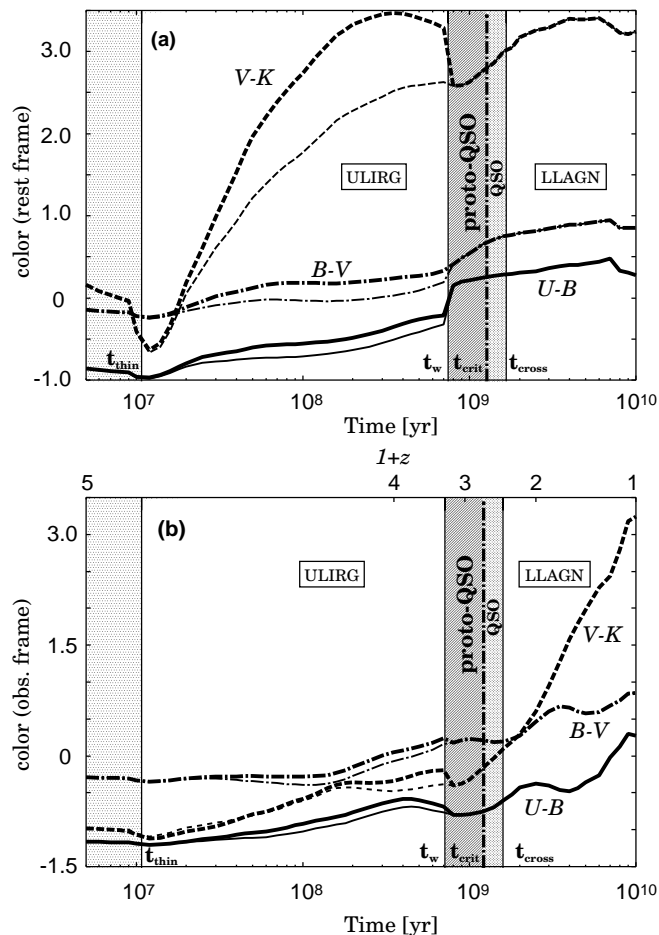 (a)
3.0
2.0
1.0
0
-1.0
color (rest frame)
V-K
ULIRG
proto-QSO
QSO
LLAGN
B-V
U-B
t_thin
t_w
t_crit
t_cross
10^7
10^8
10^9
10^10
Time [yr]
1+z
5
4
3
2
1
(b)
3.0
1.5
0
-1.5
color (obs. frame)
ULIRG
proto-QSO
QSO
LLAGN
V-K
B-V
U-B
t_thin
t_w
t_crit
t_cross
10^7
10^8
10^9
10^10
Time [yr]